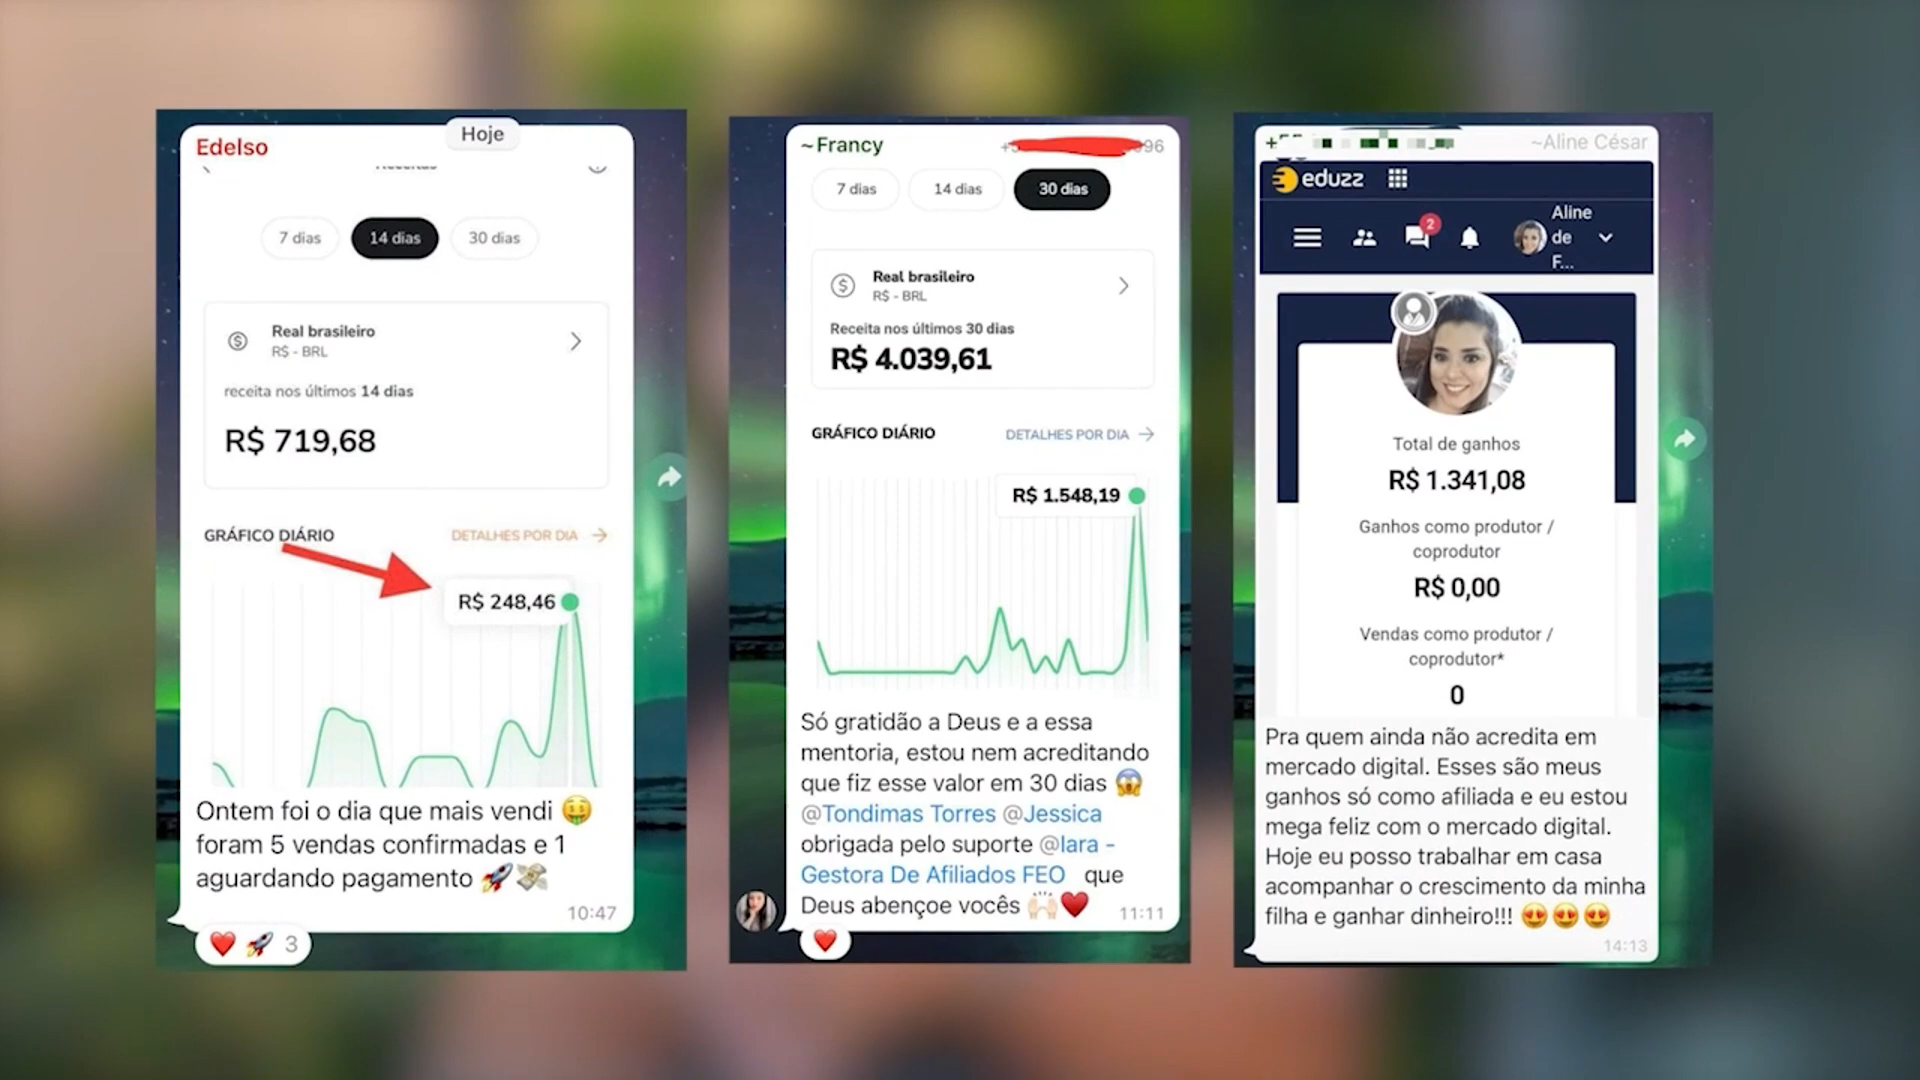 Hoje
Edelso
7 dias
14 dias
30 dias
Real brasileiro
R$ - BRL
receita nos últimos 14 dias
R$ 719,68
GRÁFICO DIÁRIO
DETALHES POR DIA
R$ 248,46
Ontem foi o dia que mais vendi 🤑
foram 5 vendas confirmadas e 1
aguardando pagamento 🚀💸
10:47
❤️ 🚀 3
~Francy
96
7 dias
14 dias
30 dias
Real brasileiro
R$ - BRL
Receita nos últimos 30 dias
R$ 4.039,61
GRÁFICO DIÁRIO
DETALHES POR DIA
R$ 1.548,19
Só gratidão a Deus e a essa
mentoria, estou nem acreditando
que fiz esse valor em 30 dias 😱
@Tondimas Torres @Jessica
obrigada pelo suporte @Iara -
Gestora De Afiliados FEO que
Deus abençoe vocês 🙌🏻♥️
11:11
❤️
~Aline César
eduzz
2
Aline
de
F...
Total de ganhos
R$ 1.341,08
Ganhos como produtor /
coprodutor
R$ 0,00
Vendas como produtor /
coprodutor*
0
Pra quem ainda não acredita em
mercado digital. Esses são meus
ganhos só como afiliada e eu estou
mega feliz com o mercado digital.
Hoje eu posso trabalhar em casa
acompanhar o crescimento da minha
filha e ganhar dinheiro!!! 😍😍😍
14:13